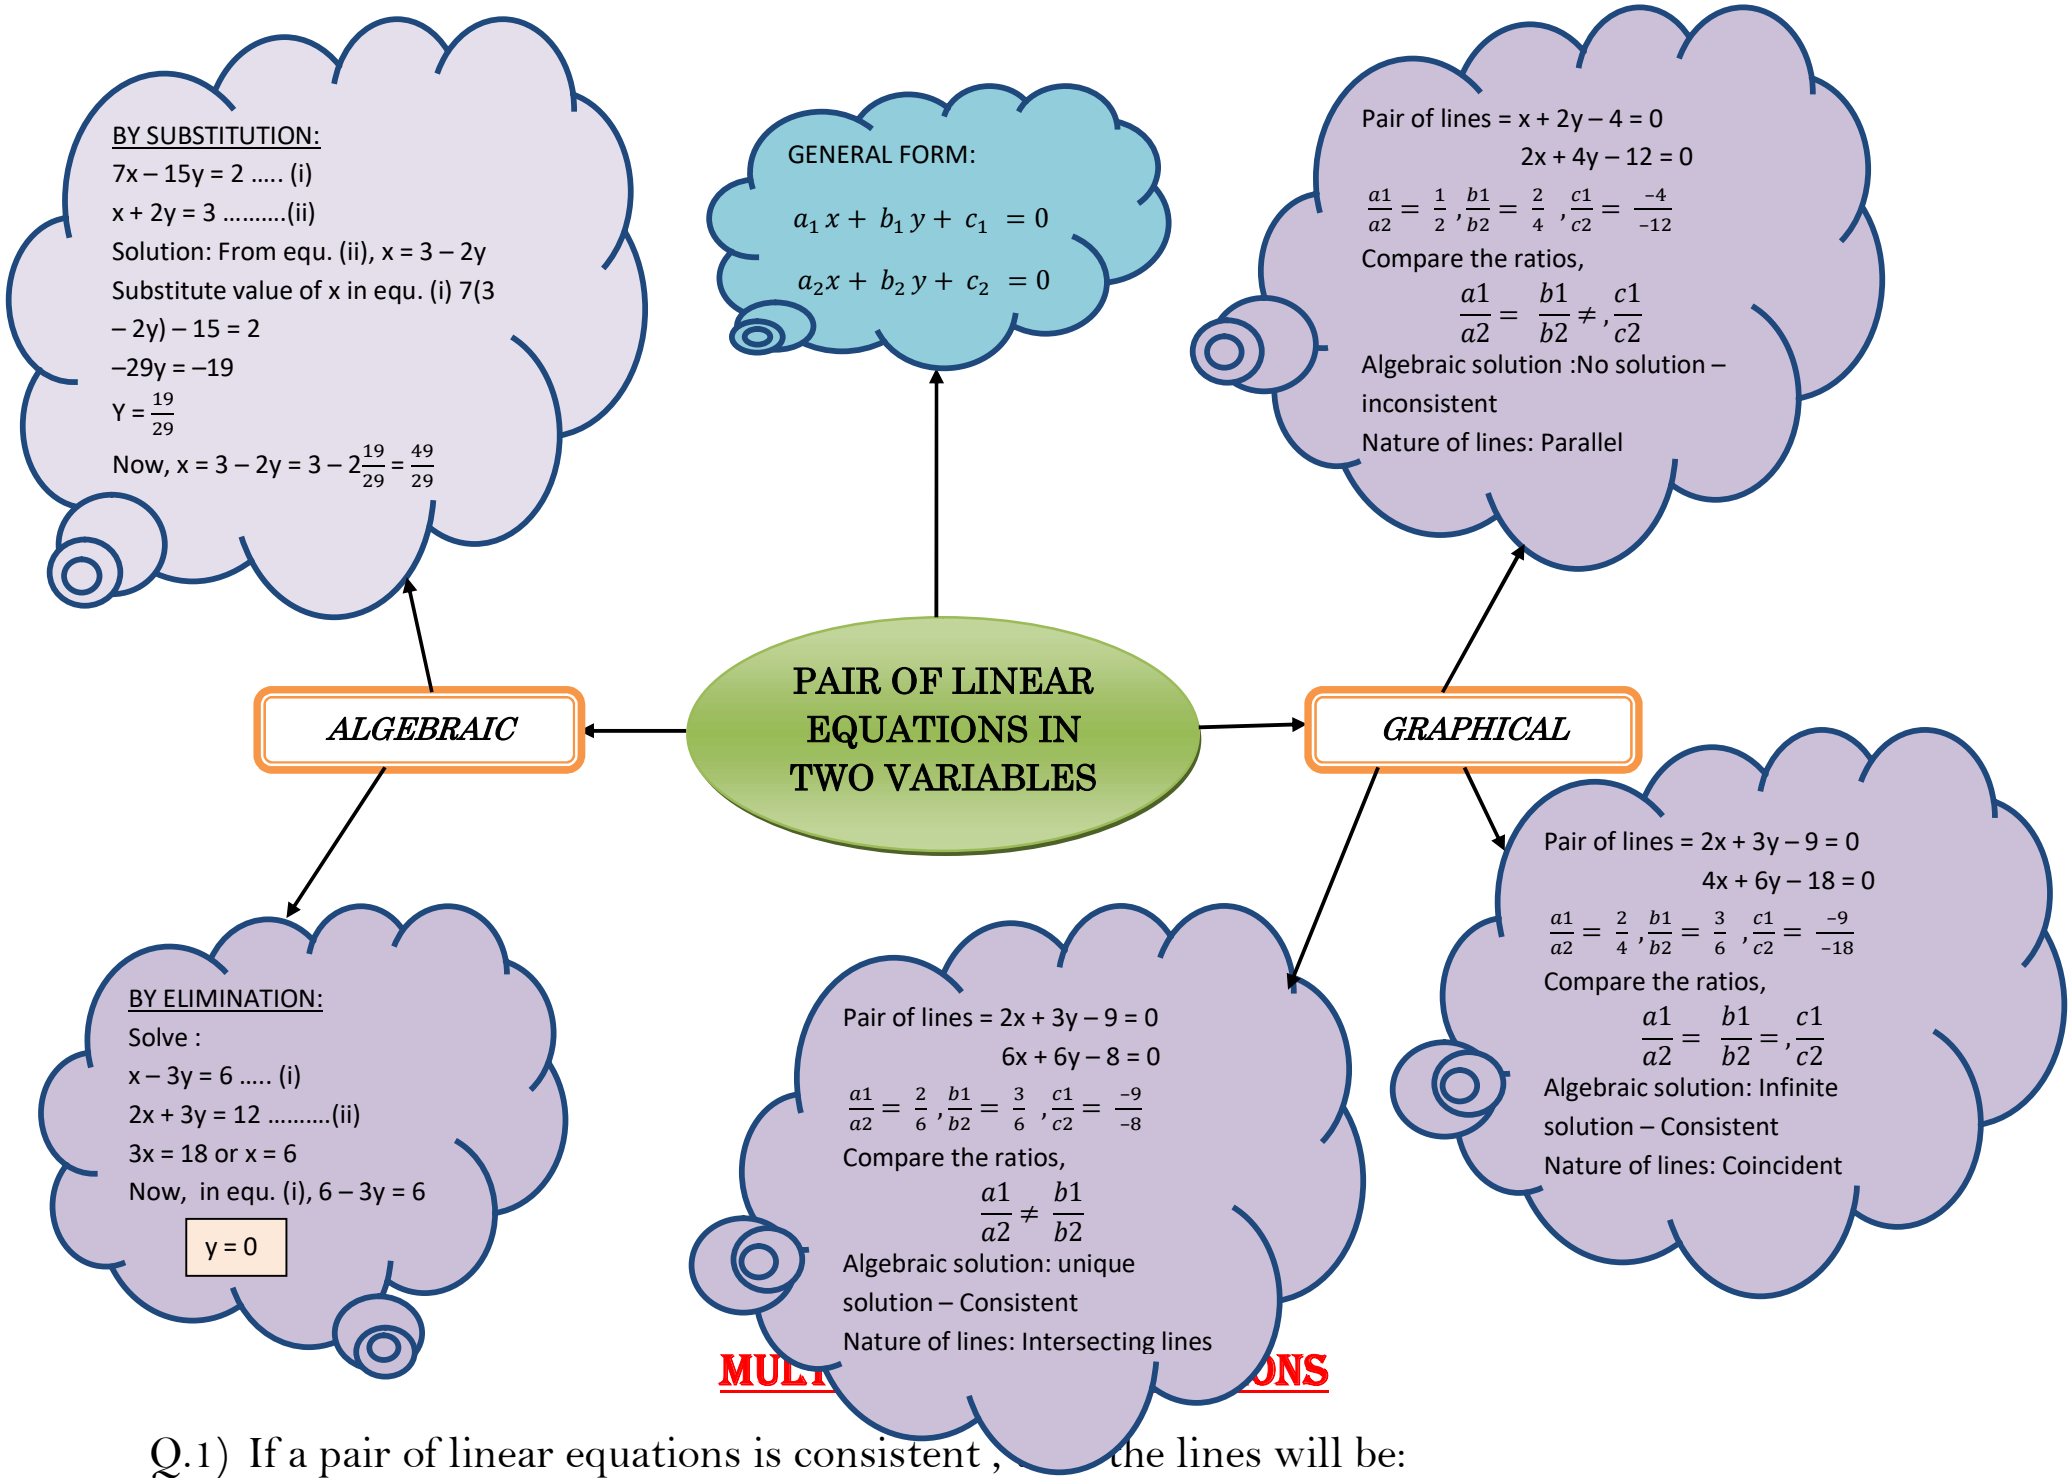 BY SUBSTITUTION:
7x – 15y = 2 ….. (i)
x + 2y = 3 ……….(ii)
Solution: From equ. (ii), x = 3 – 2y
Substitute value of x in equ. (i) 7(3
– 2y) – 15 = 2
–29y = –19
Y = 19/29
Now, x = 3 – 2y = 3 – 2 19/29 = 49/29
GENERAL FORM:
a₁ x + b₁ y + c₁ = 0
a₂x + b₂ y + c₂ = 0
Pair of lines = x + 2y – 4 = 0
2x + 4y – 12 = 0
a1/a2 = 1/2 , b1/b2 = 2/4 , c1/c2 = –4/–12
Compare the ratios,
a1/a2 = b1/b2 ≠ , c1/c2
Algebraic solution :No solution –
inconsistent
Nature of lines: Parallel
ALGEBRAIC
PAIR OF LINEAR
EQUATIONS IN
TWO VARIABLES
GRAPHICAL
BY ELIMINATION:
Solve :
x – 3y = 6 ….. (i)
2x + 3y = 12 ……….(ii)
3x = 18 or x = 6
Now, in equ. (i), 6 – 3y = 6
y = 0
Pair of lines = 2x + 3y – 9 = 0
6x + 6y – 8 = 0
a1/a2 = 2/6 , b1/b2 = 3/6 , c1/c2 = –9/–8
Compare the ratios,
a1/a2 ≠ b1/b2
Algebraic solution: unique
solution – Consistent
Nature of lines: Intersecting lines
Pair of lines = 2x + 3y – 9 = 0
4x + 6y – 18 = 0
a1/a2 = 2/4 , b1/b2 = 3/6 , c1/c2 = –9/–18
Compare the ratios,
a1/a2 = b1/b2 = , c1/c2
Algebraic solution: Infinite
solution – Consistent
Nature of lines: Coincident
Q.1) If a pair of linear equations is consistent , the lines will be: